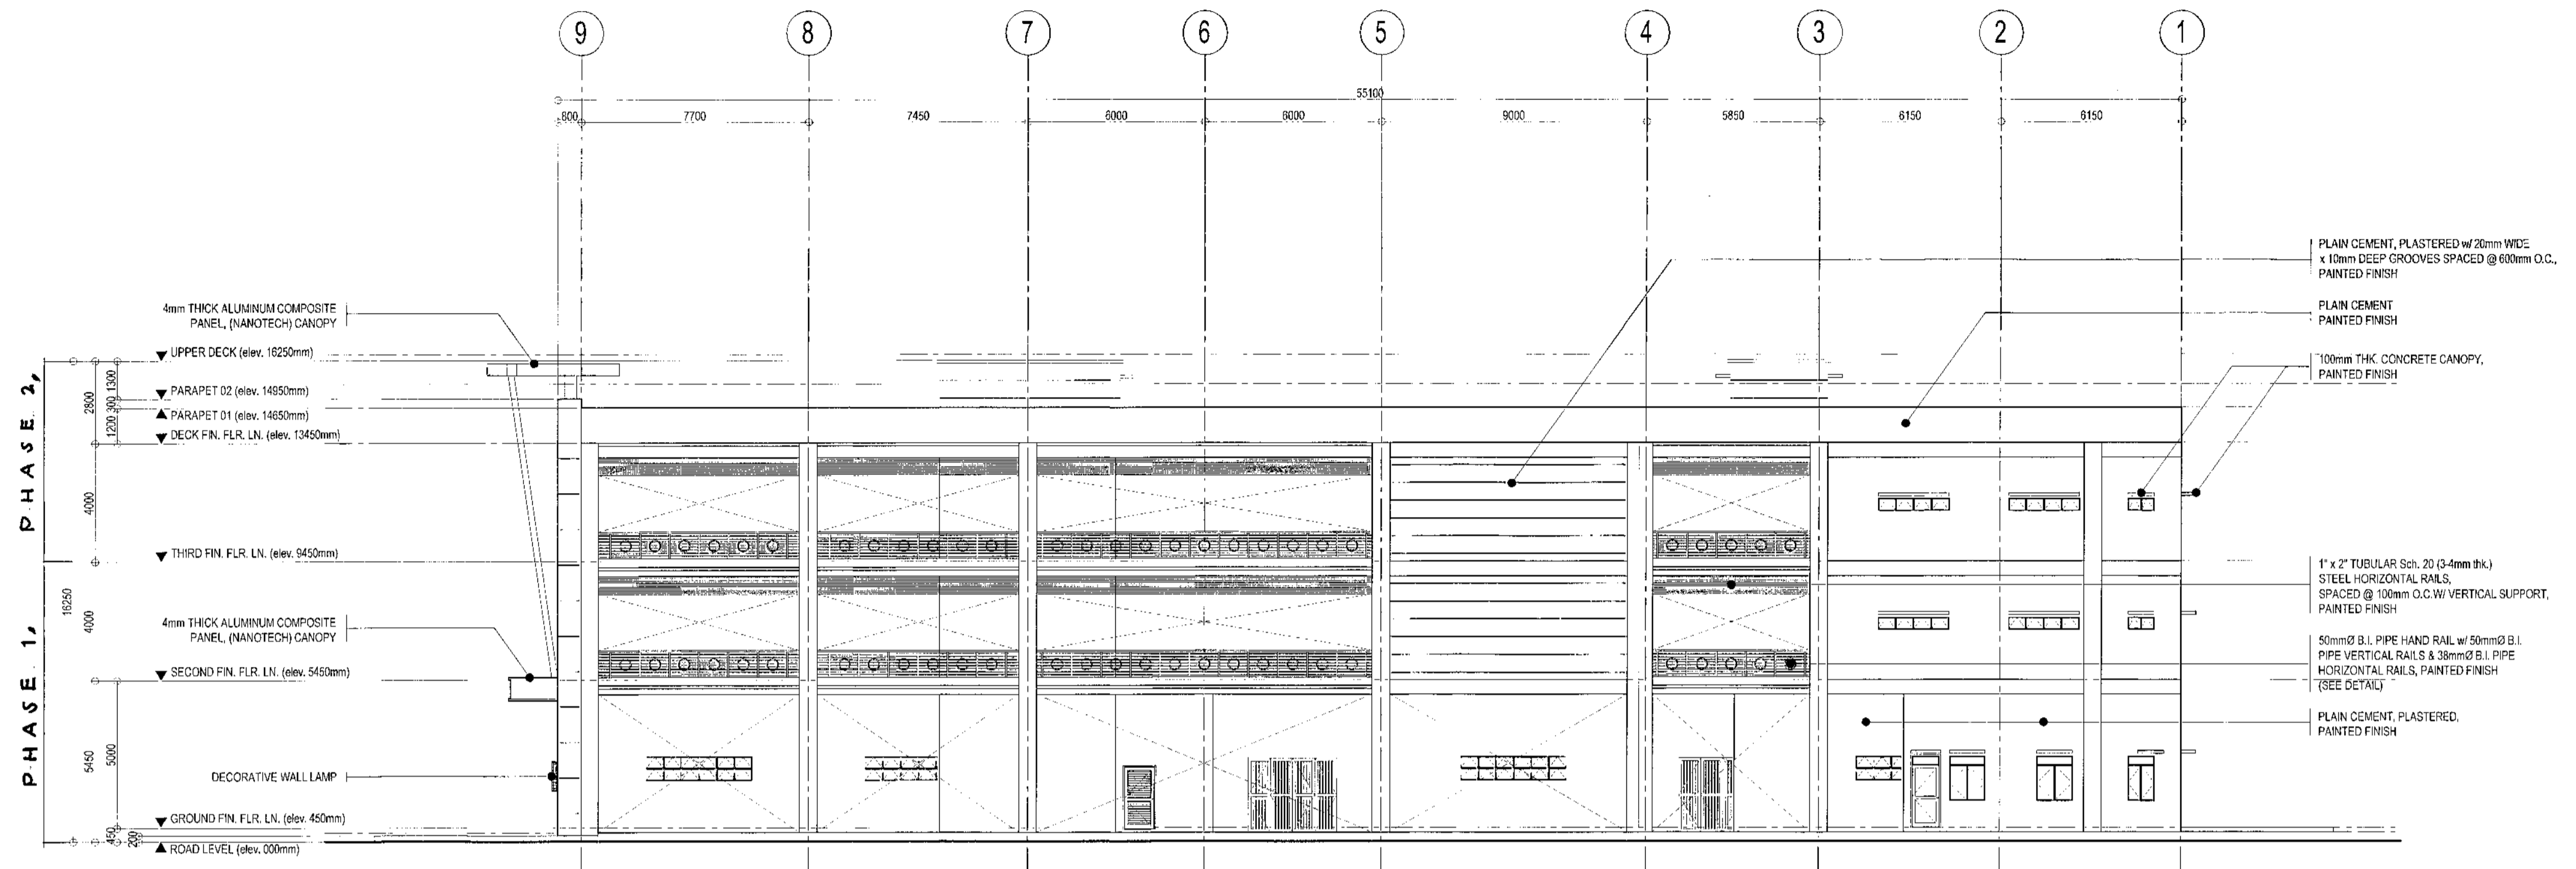 9 8 7 6 5 4 3 2 1
55100
800 7700 7450 6000 6000 9000 5850 6150 6150
PLAIN CEMENT, PLASTERED w/ 20mm WIDE
x 10mm DEEP GROOVES SPACED @ 600mm O.C.,
PAINTED FINISH
PLAIN CEMENT
PAINTED FINISH
100mm THK. CONCRETE CANOPY,
PAINTED FINISH
1" x 2" TUBULAR Sch. 20 (3-4mm thk.)
STEEL HORIZONTAL RAILS,
SPACED @ 100mm O.C.W/ VERTICAL SUPPORT,
PAINTED FINISH
50mmØ B.I. PIPE HAND RAIL w/ 50mmØ B.I.
PIPE VERTICAL RAILS & 38mmØ B.I. PIPE
HORIZONTAL RAILS, PAINTED FINISH
(SEE DETAIL)
PLAIN CEMENT, PLASTERED,
PAINTED FINISH
4mm THICK ALUMINUM COMPOSITE
PANEL, (NANOTECH) CANOPY
UPPER DECK (elev. 16250mm)
PARAPET 02 (elev. 14950mm)
PARAPET 01 (elev. 14650mm)
DECK FIN. FLR. LN. (elev. 13450mm)
THIRD FIN. FLR. LN. (elev. 9450mm)
4mm THICK ALUMINUM COMPOSITE
PANEL, (NANOTECH) CANOPY
SECOND FIN. FLR. LN. (elev. 5450mm)
DECORATIVE WALL LAMP
GROUND FIN. FLR. LN. (elev. 450mm)
ROAD LEVEL (elev. 000mm)
PHASE 2,
PHASE 1,
16250
2800
4000
4000
5450
1300
300
1200
5000
450
200